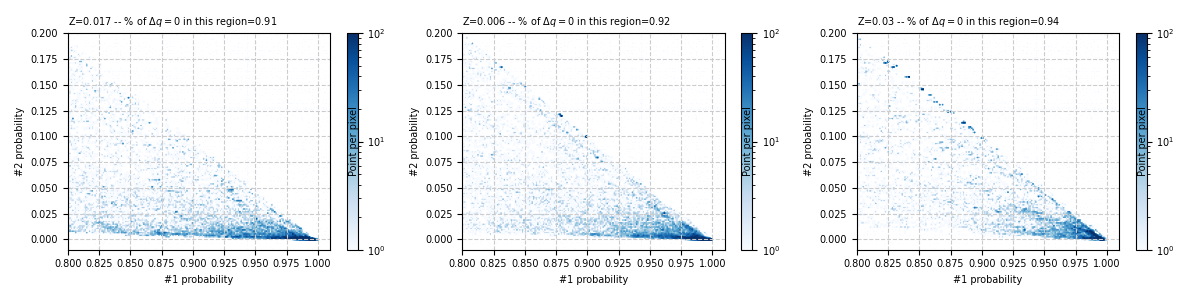 Z=0.017 -- % of Δq = 0 in this region=0.91
0.200
0.175
0.150
0.125
0.100
0.075
0.050
0.025
0.000
#2 probability
0.800 0.825 0.850 0.875 0.900 0.925 0.950 0.975 1.000
#1 probability
10²
10¹
10⁰
Point per pixel
Z=0.006 -- % of Δq = 0 in this region=0.92
0.200
0.175
0.150
0.125
0.100
0.075
0.050
0.025
0.000
#2 probability
0.800 0.825 0.850 0.875 0.900 0.925 0.950 0.975 1.000
#1 probability
10²
10¹
10⁰
Point per pixel
Z=0.03 -- % of Δq = 0 in this region=0.94
0.200
0.175
0.150
0.125
0.100
0.075
0.050
0.025
0.000
#2 probability
0.800 0.825 0.850 0.875 0.900 0.925 0.950 0.975 1.000
#1 probability
10²
10¹
10⁰
Point per pixel